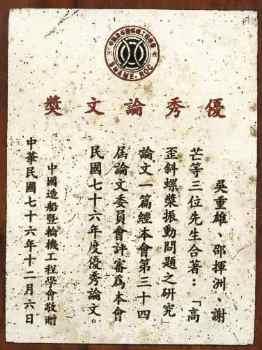 優秀論文獎
吳重雄、邵揮洲、謝
芒等三位先生合著:「高
歪斜螺槳振動問題之研究」
論文一篇經本會第三十四
屆論文委員會評審為本會
民國七十六年度優秀論文。
中國造船暨輪機工程學會敬贈
中華民國七十六年十二月六日